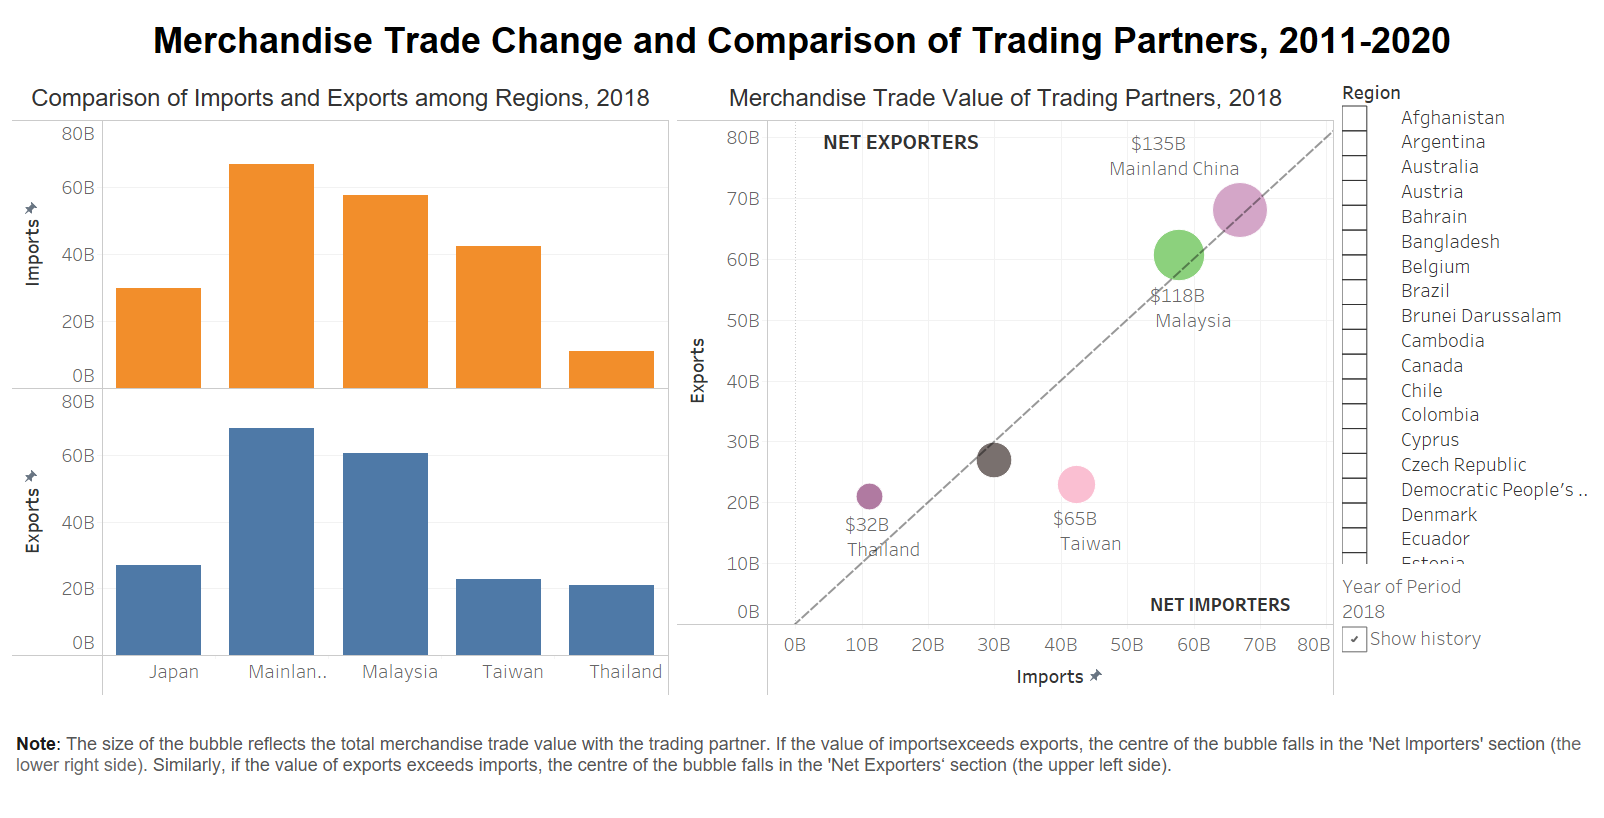 Merchandise Trade Change and Comparison of Trading Partners, 2011-2020
Comparison of Imports and Exports among Regions, 2018
80B
60B
40B
20B
0B
Imports
80B
60B
40B
20B
0B
Exports
Japan
Mainlan..
Malaysia
Taiwan
Thailand
Merchandise Trade Value of Trading Partners, 2018
80B
70B
60B
50B
40B
30B
20B
10B
0B
Exports
NET EXPORTERS
$135B
Mainland China
$118B
Malaysia
$32B
Thailand
$65B
Taiwan
NET IMPORTERS
0B
10B
20B
30B
40B
50B
60B
70B
80B
Imports
Region
Afghanistan
Argentina
Australia
Austria
Bahrain
Bangladesh
Belgium
Brazil
Brunei Darussalam
Cambodia
Canada
Chile
Colombia
Cyprus
Czech Republic
Democratic People's ..
Denmark
Ecuador
Estonia
Year of Period
2018
Show history
Note: The size of the bubble reflects the total merchandise trade value with the trading partner. If the value of importsexceeds exports, the centre of the bubble falls in the 'Net Importers' section (the
lower right side). Similarly, if the value of exports exceeds imports, the centre of the bubble falls in the 'Net Exporters‘ section (the upper left side).